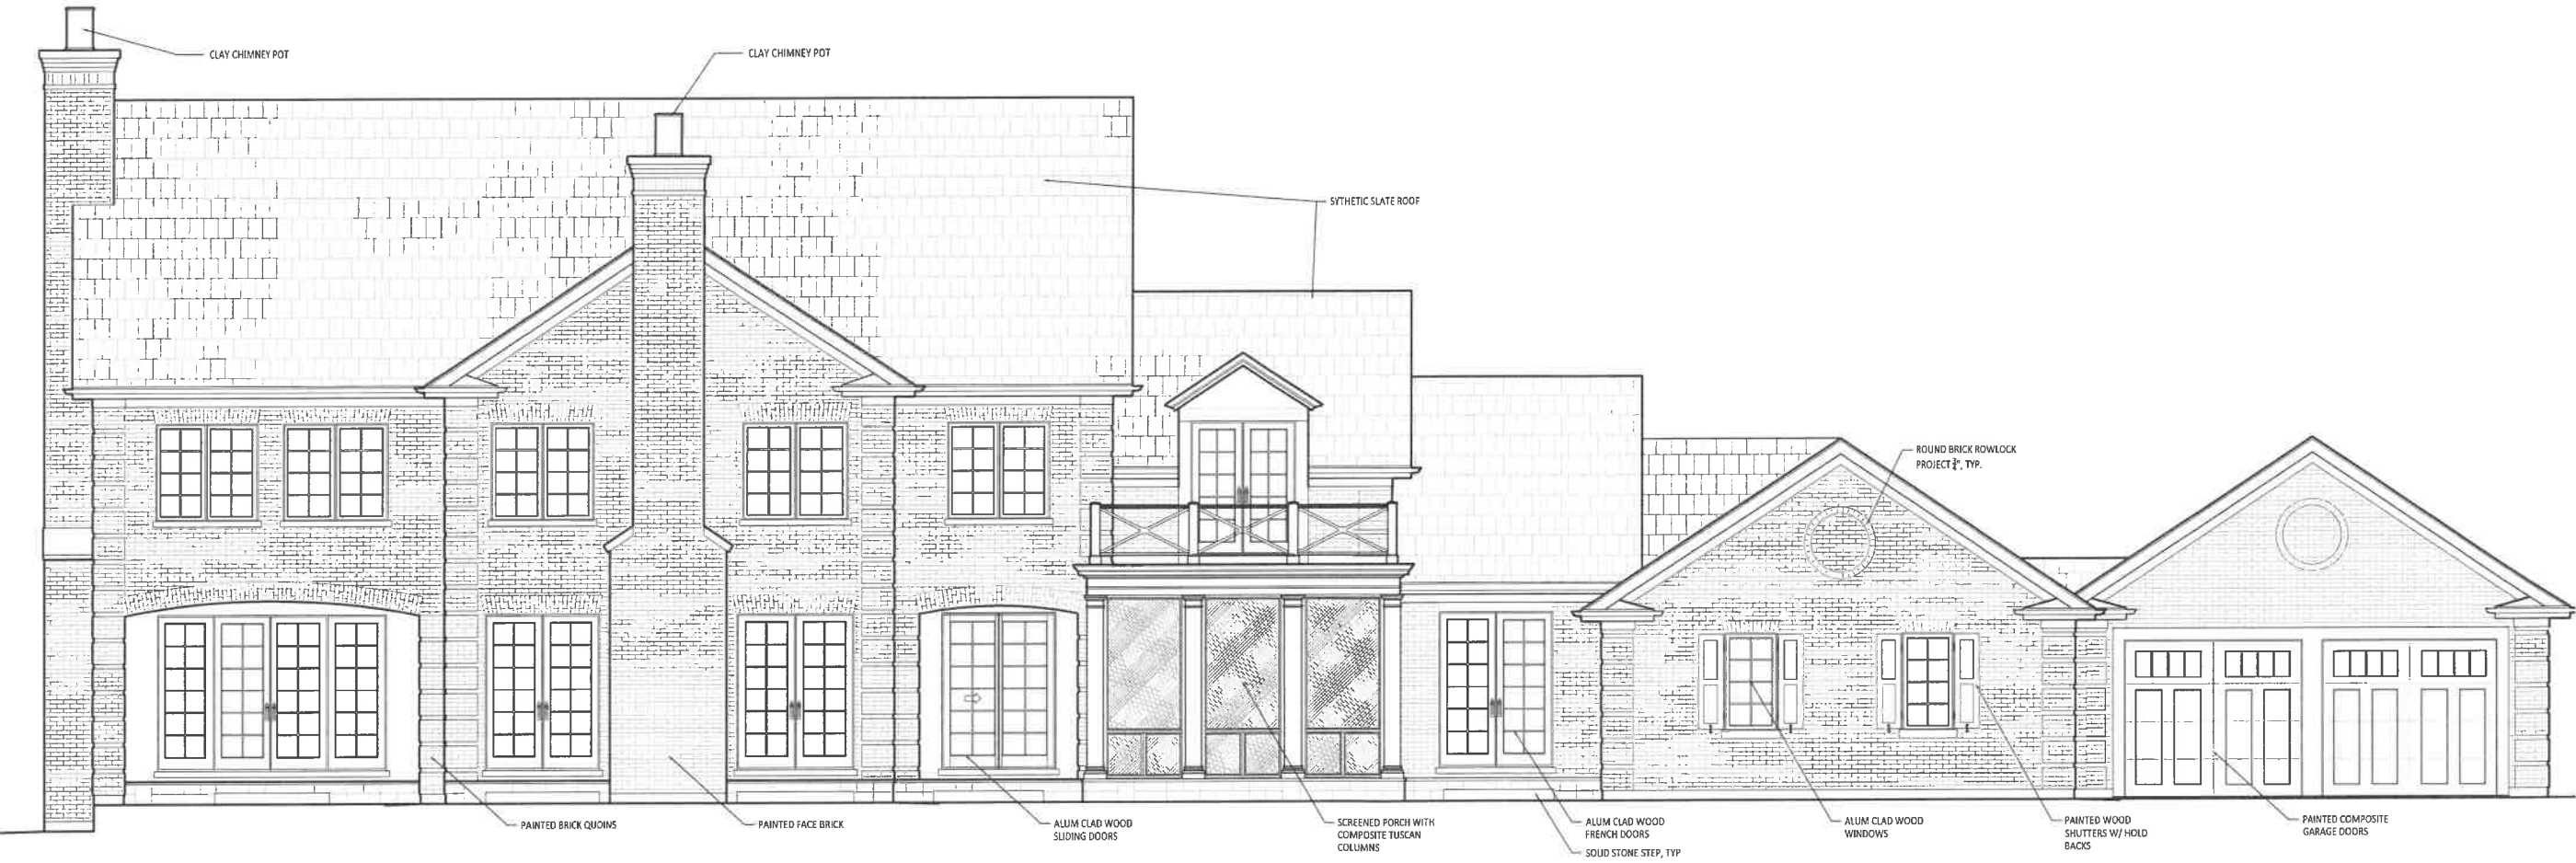 CLAY CHIMNEY POT
CLAY CHIMNEY POT
SYTHETIC SLATE ROOF
ROUND BRICK ROWLOCK
PROJECT ¾", TYP.
PAINTED BRICK QUOINS
PAINTED FACE BRICK
ALUM CLAD WOOD
SLIDING DOORS
SCREENED PORCH WITH
COMPOSITE TUSCAN
COLUMNS
ALUM CLAD WOOD
FRENCH DOORS
SOLID STONE STEP, TYP
ALUM CLAD WOOD
WINDOWS
PAINTED WOOD
SHUTTERS W/ HOLD
BACKS
PAINTED COMPOSITE
GARAGE DOORS